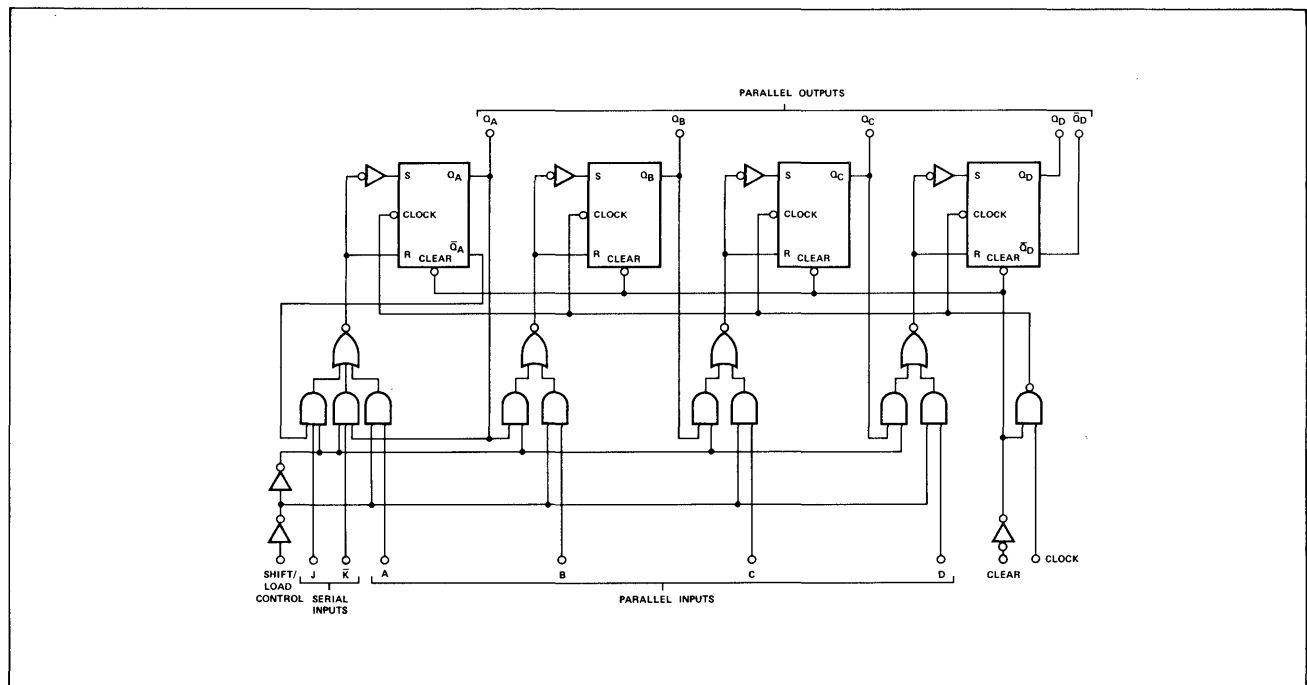 PARALLEL OUTPUTS
QA QB QC QD Q̅D
S QA S QB S QC S QD
CLOCK CLOCK CLOCK CLOCK
Q̅A Q̅D
R CLEAR R CLEAR R CLEAR R CLEAR
SHIFT/ LOAD CONTROL J K̅ A B C D CLEAR CLOCK
SERIAL INPUTS PARALLEL INPUTS